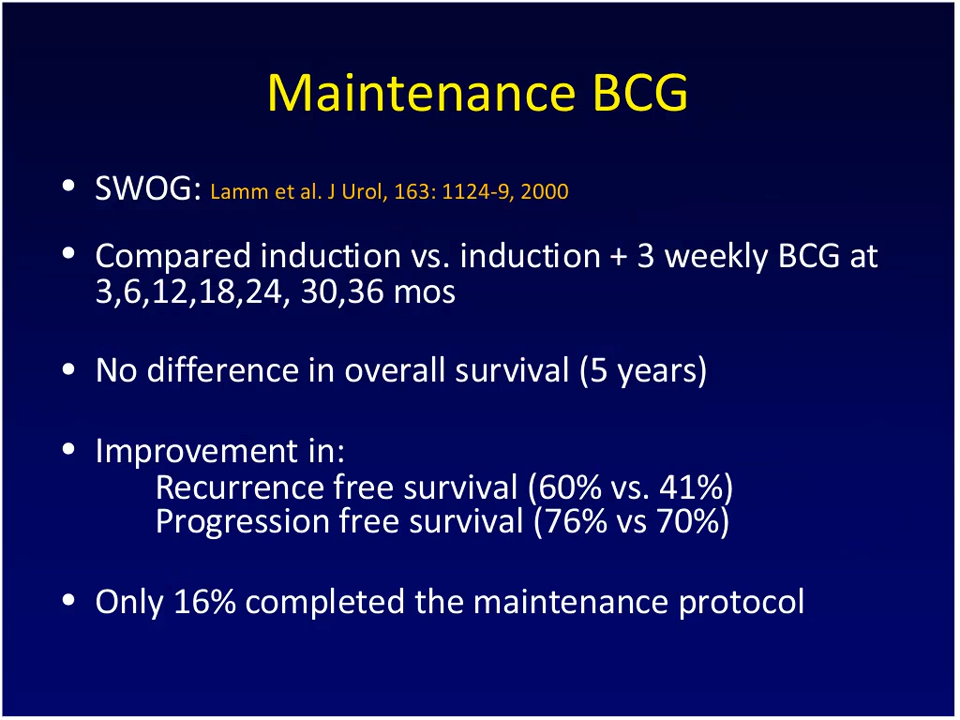 Maintenance BCG
• SWOG: Lamm et al. J Urol, 163: 1124-9, 2000
• Compared induction vs. induction + 3 weekly BCG at
3,6,12,18,24, 30,36 mos
• No difference in overall survival (5 years)
• Improvement in:
Recurrence free survival (60% vs. 41%)
Progression free survival (76% vs 70%)
• Only 16% completed the maintenance protocol